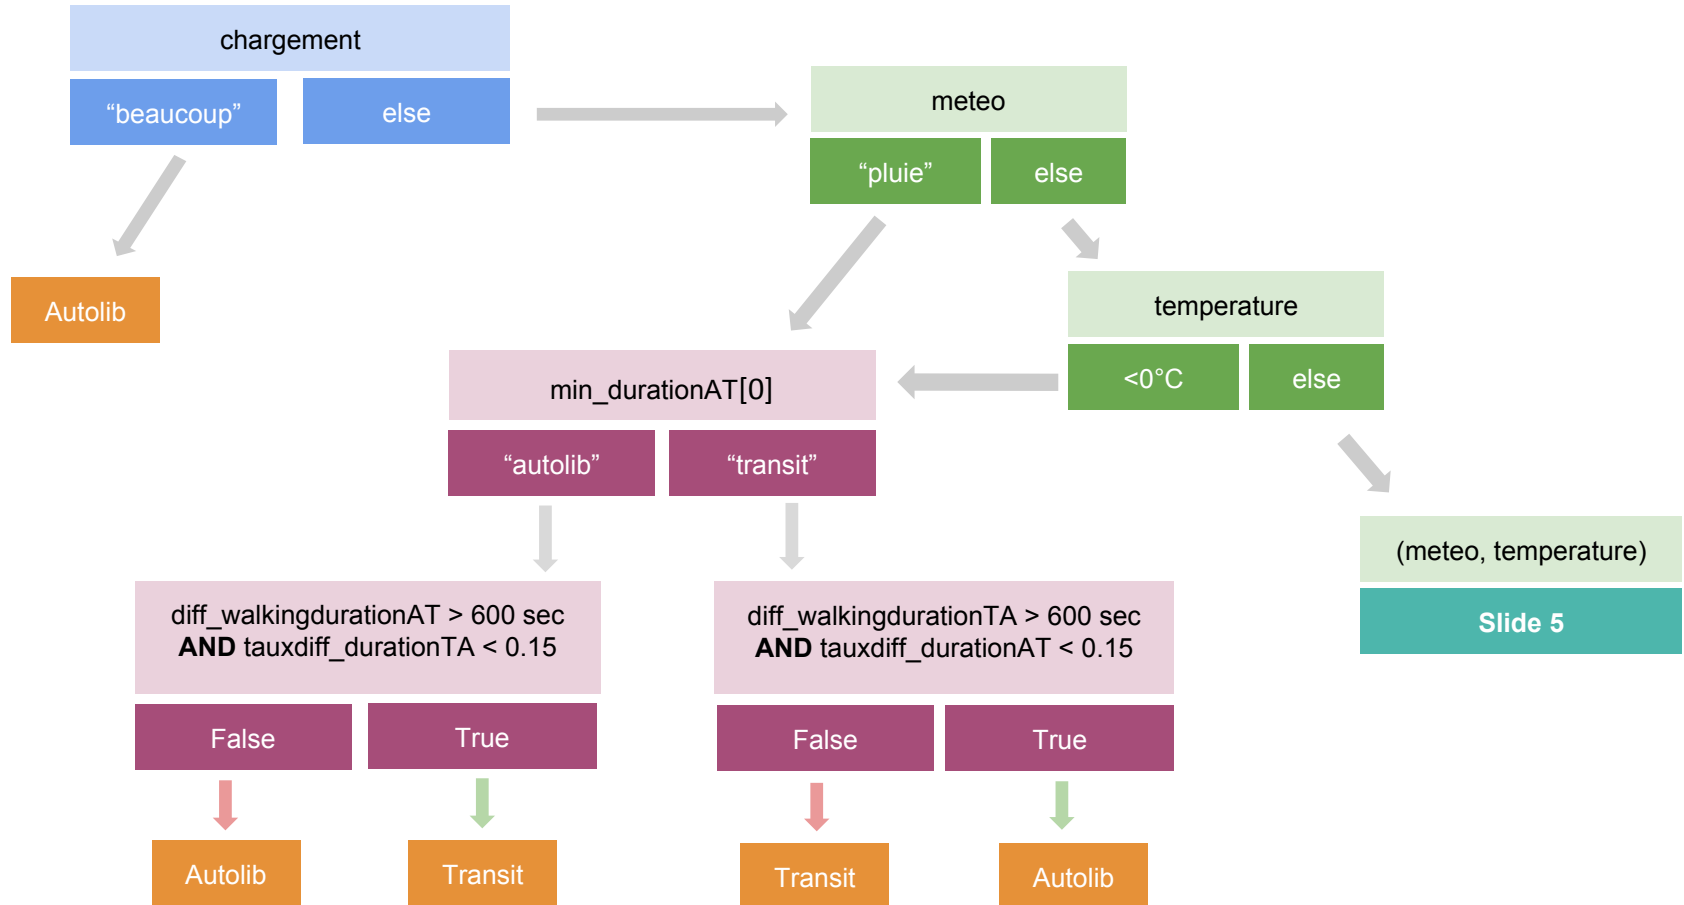 chargement
“beaucoup”
else
meteo
“pluie”
else
Autolib
temperature
<0°C
else
min_durationAT[0]
“autolib”
“transit”
(meteo, temperature)
Slide 5
diff_walkingdurationAT > 600 sec
AND tauxdiff_durationTA < 0.15
False
True
diff_walkingdurationTA > 600 sec
AND tauxdiff_durationAT < 0.15
False
True
Autolib
Transit
Transit
Autolib